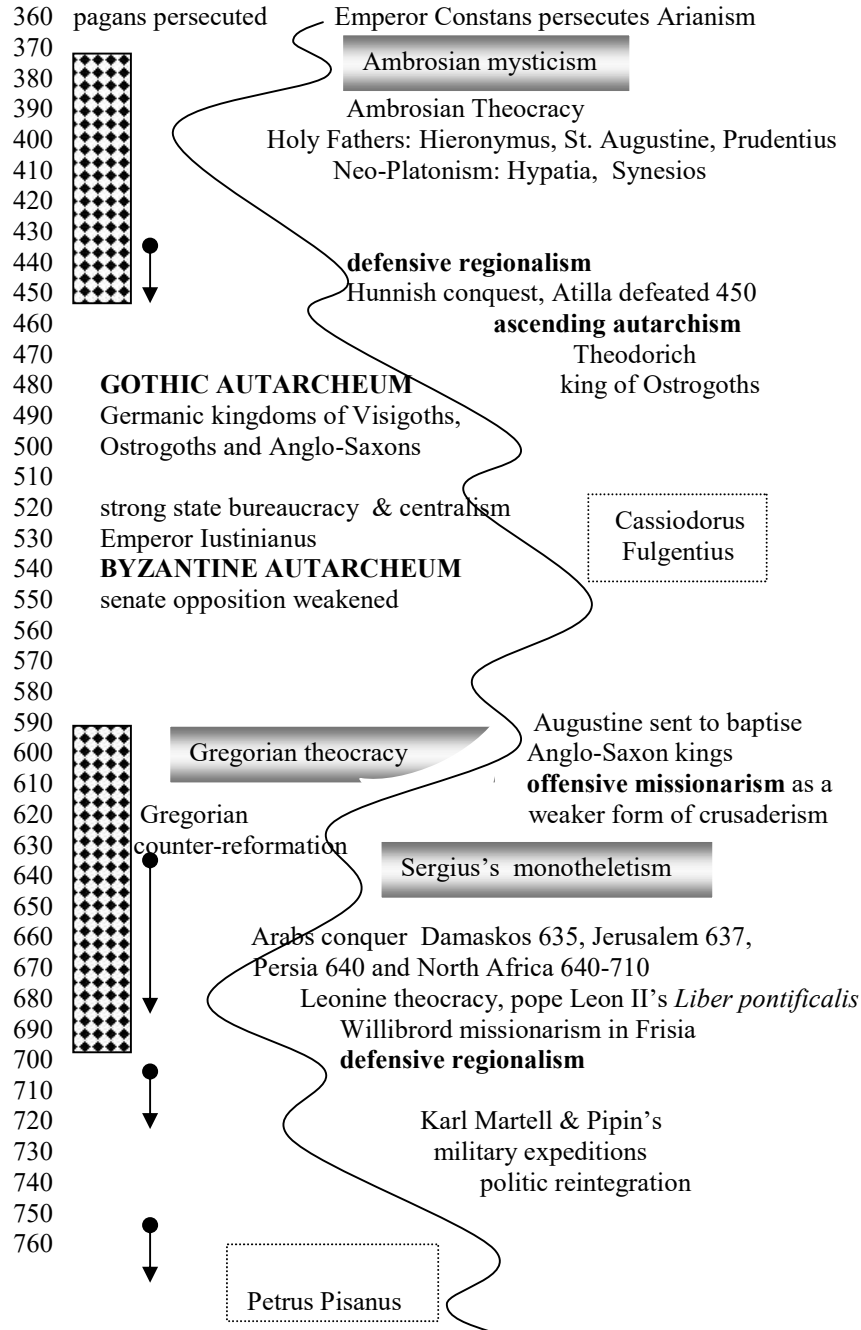 360 pagans persecuted Emperor Constans persecutes Arianism
370
Ambrosian mysticism
380
390 Ambrosian Theocracy
400 Holy Fathers: Hieronymus, St. Augustine, Prudentius
410 Neo-Platonism: Hypatia, Synesios
420
430
440 defensive regionalism
450 Hunnish conquest, Atilla defeated 450
460 ascending autarchism
470 Theodorich
480 GOTHIC AUTARCHEUM king of Ostrogoths
490 Germanic kingdoms of Visigoths,
500 Ostrogoths and Anglo-Saxons
510
520 strong state bureaucracy & centralism Cassiodorus
530 Emperor Iustinianus Fulgentius
540 BYZANTINE AUTARCHEUM
550 senate opposition weakened
560
570
580
590 Augustine sent to baptise
600 Gregorian theocracy Anglo-Saxon kings
610 offensive missionarism as a
620 Gregorian weaker form of crusaderism
630 counter-reformation
640 Sergius's monotheletism
650
660 Arabs conquer Damaskos 635, Jerusalem 637,
670 Persia 640 and North Africa 640-710
680 Leonine theocracy, pope Leon II's Liber pontificalis
690 Willibrord missionarism in Frisia
700 defensive regionalism
710
720 Karl Martell & Pipin's
730 military expeditions
740 politic reintegration
750
760
Petrus Pisanus